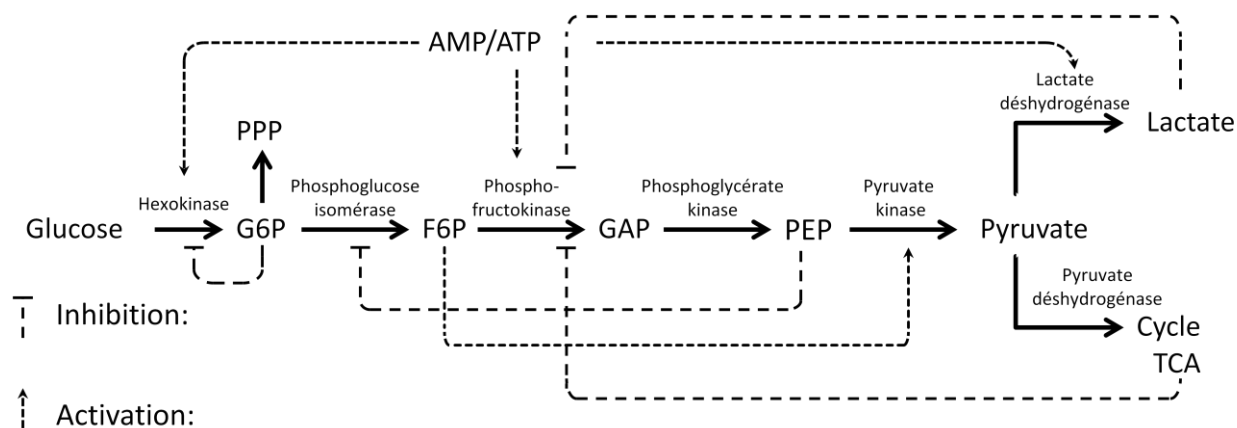 AMP/ATP
Lactate
déshydrogénase
Lactate
PPP
Hexokinase
Phosphoglucose
isomérase
Phospho-
fructokinase
Phosphoglycérate
kinase
Pyruvate
kinase
Glucose
G6P
F6P
GAP
PEP
Pyruvate
Pyruvate
déshydrogénase
Cycle
TCA
Inhibition:
Activation: